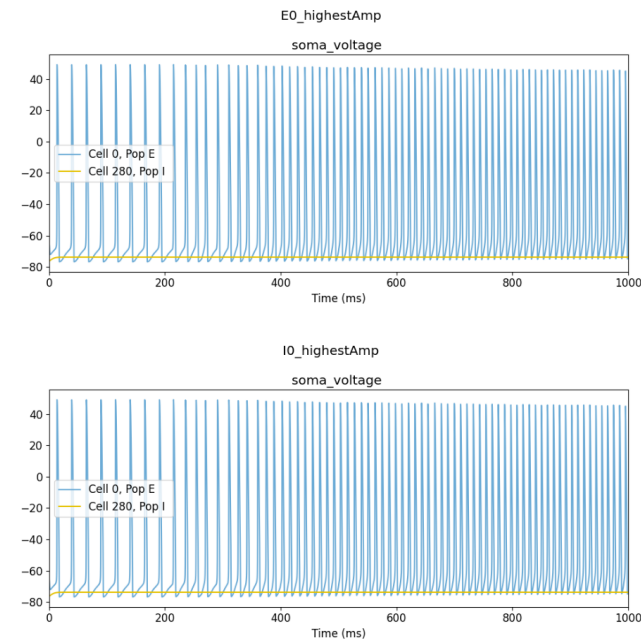 E0_highestAmp
soma_voltage
40
20
0
−20
−40
−60
−80
Cell 0, Pop E
Cell 280, Pop I
0 200 400 600 800 1000
Time (ms)
I0_highestAmp
soma_voltage
40
20
0
−20
−40
−60
−80
Cell 0, Pop E
Cell 280, Pop I
0 200 400 600 800 1000
Time (ms)